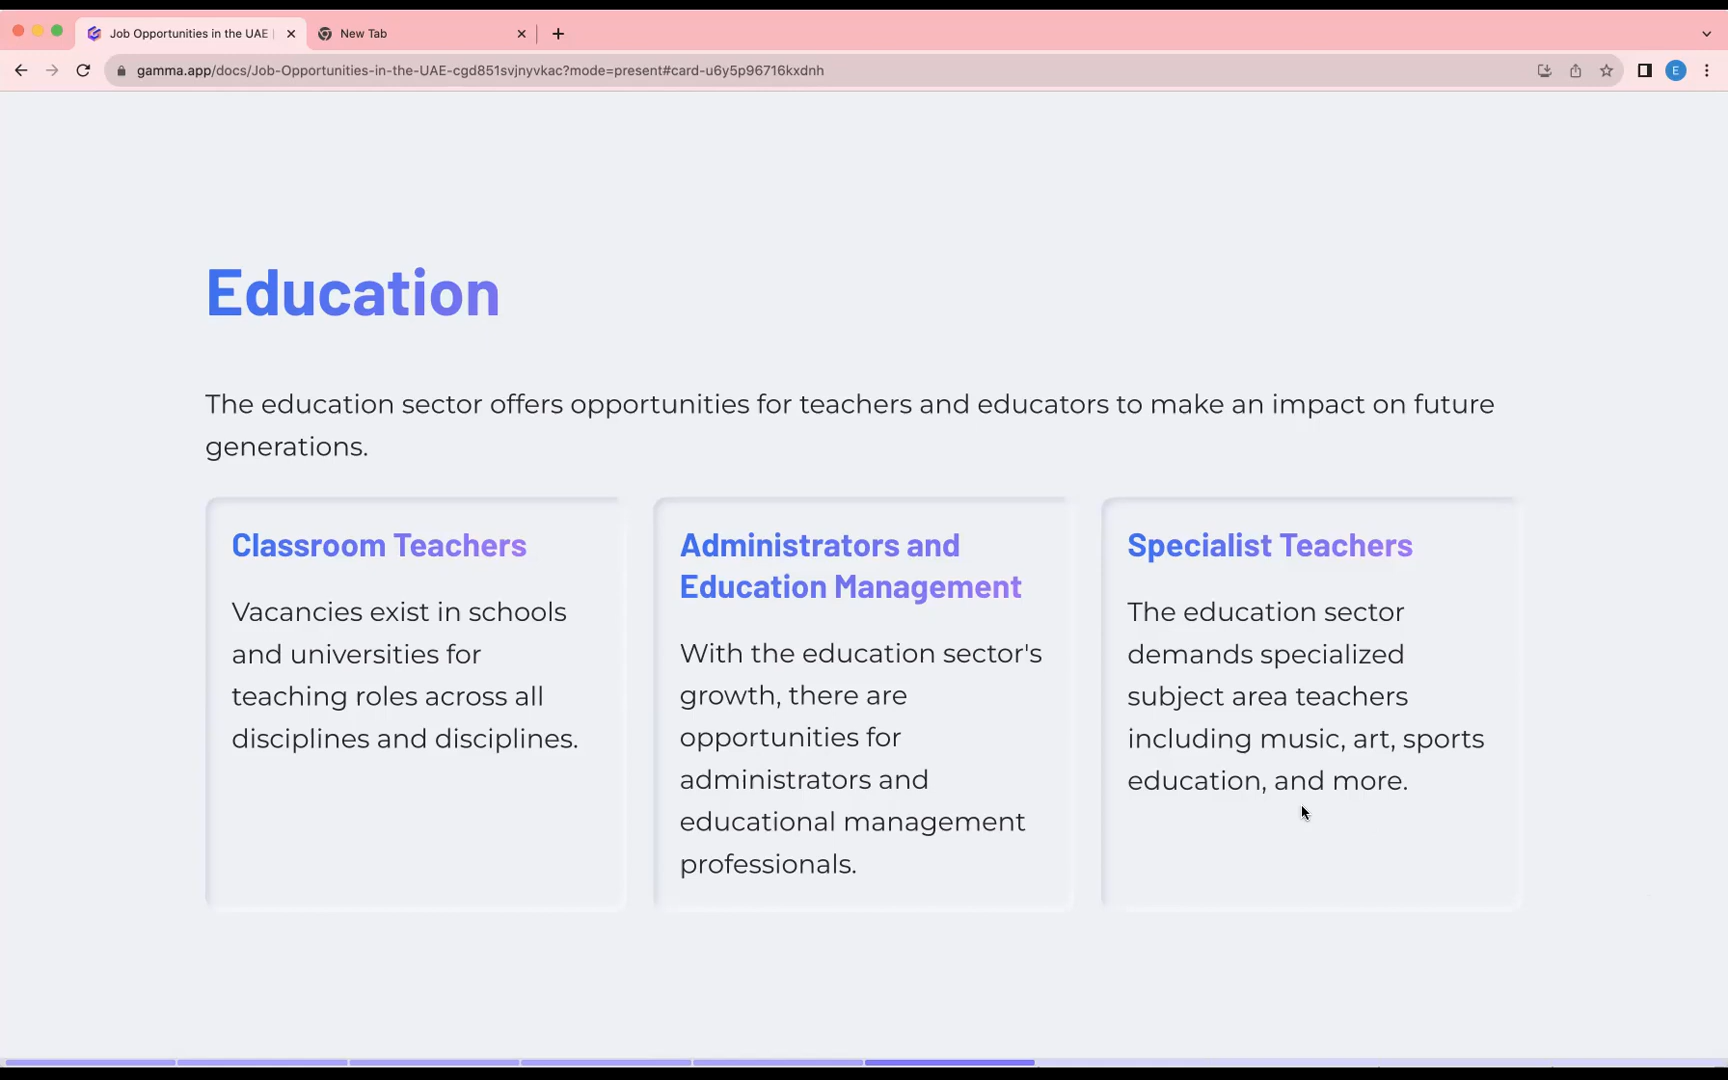 Job Opportunities in the UAE
New Tab
gamma.app/docs/Job-Opportunities-in-the-UAE-cgd851svjnyvkac?mode=present#card-u6y5p96716kxdnh
E
Education
The education sector offers opportunities for teachers and educators to make an impact on future
generations.
Classroom Teachers
Vacancies exist in schools
and universities for
teaching roles across all
disciplines and disciplines.
Administrators and
Education Management
With the education sector's
growth, there are
opportunities for
administrators and
educational management
professionals.
Specialist Teachers
The education sector
demands specialized
subject area teachers
including music, art, sports
education, and more.